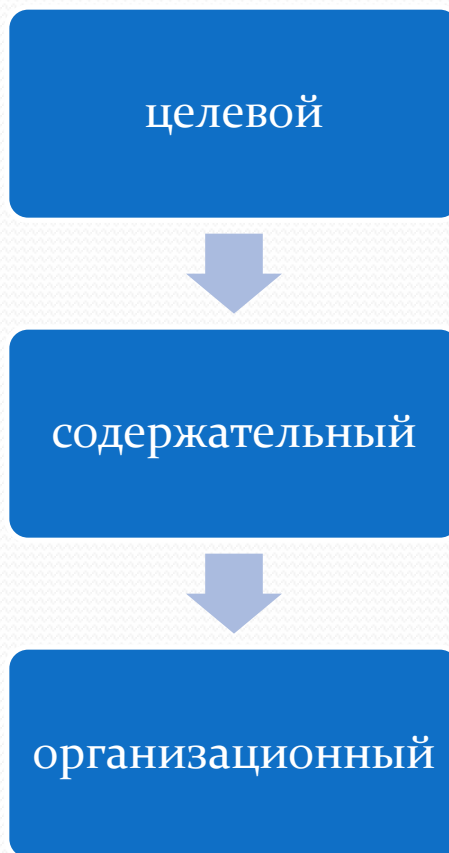 целевой
содержательный
организационный